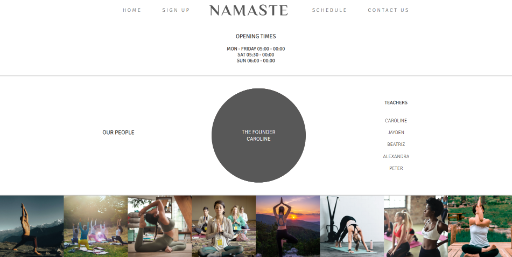 HOME SIGN UP NAMASTE SCHEDULE CONTACT US
OPENING TIMES
MON - FRIDAY 05:00 - 00:00
SAT 05:30 - 00:00
SUN 06:00 - 00:00
OUR PEOPLE
THE FOUNDER
CAROLINE
TEACHERS
CAROLINE
JAYDEN
BEATRIZ
ALEXANDRA
PETER